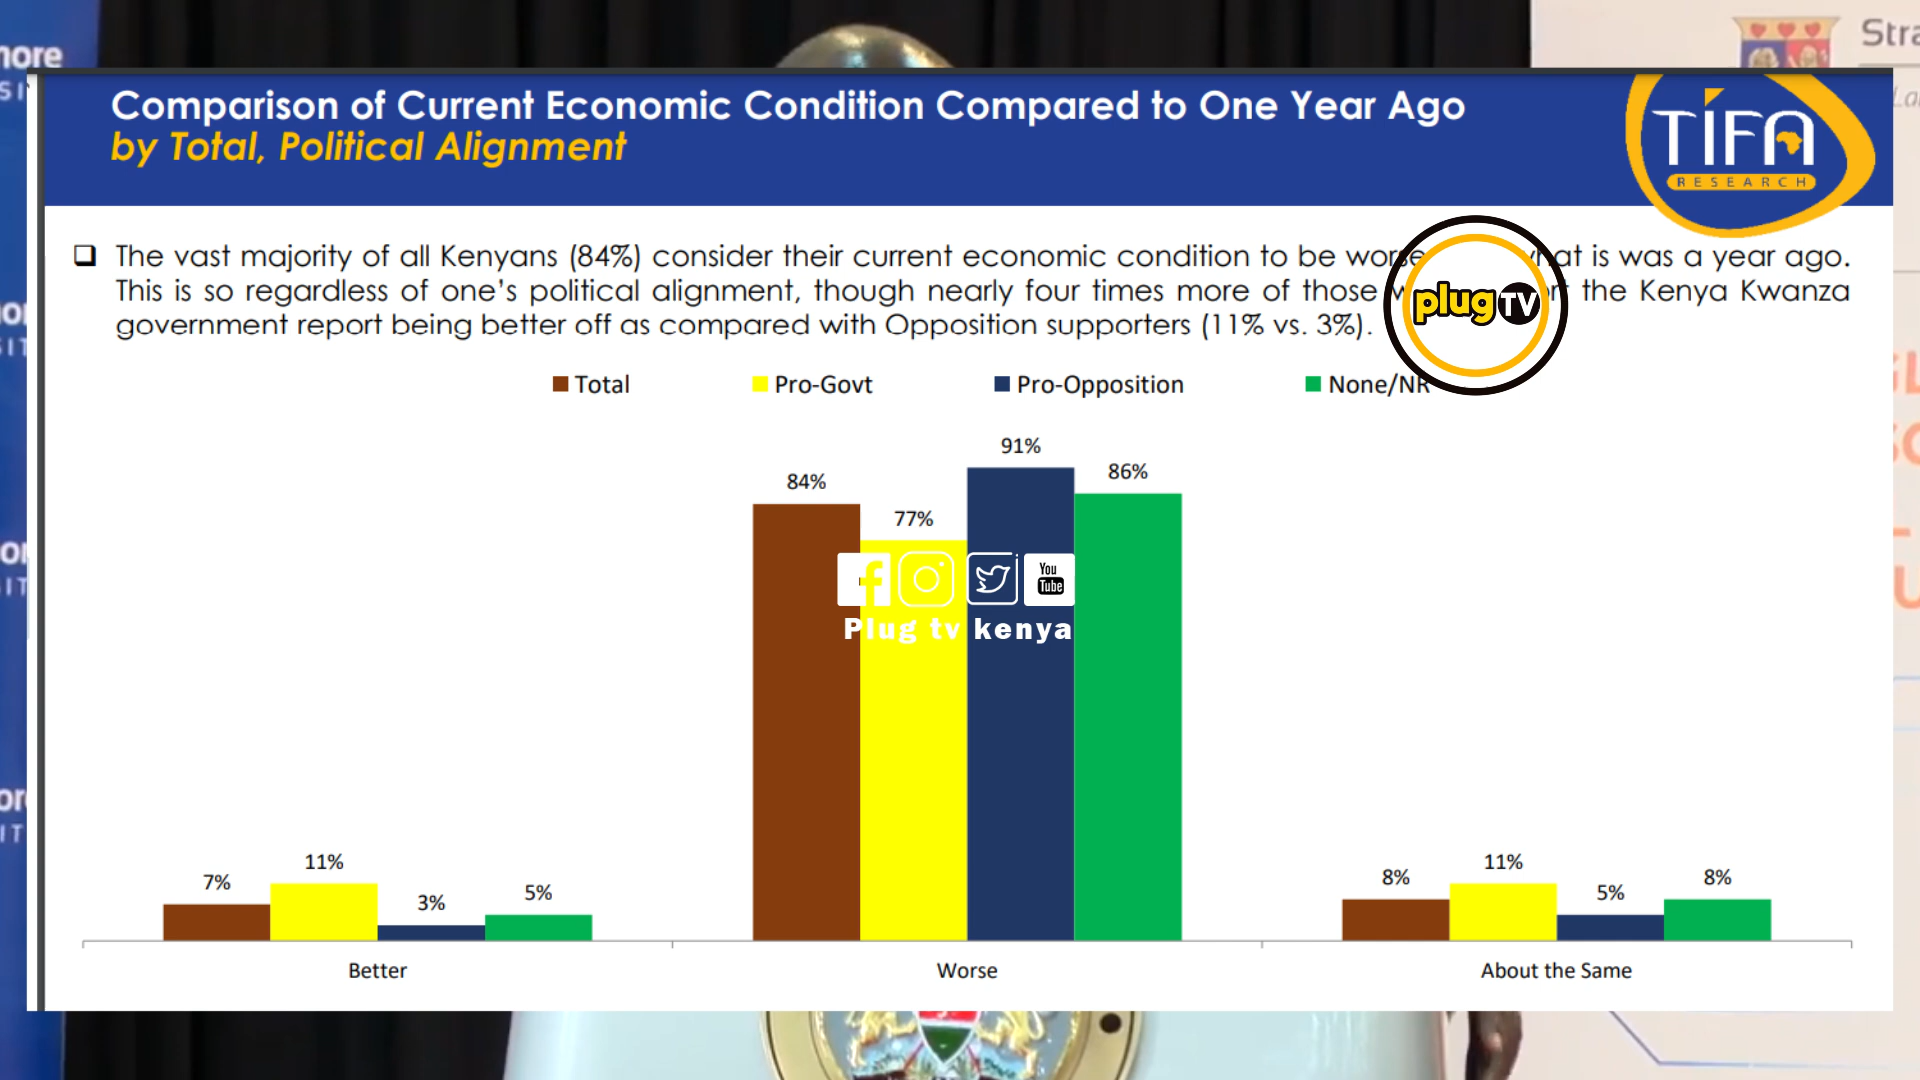 Comparison of Current Economic Condition Compared to One Year Ago
by Total, Political Alignment
TIFA
RESEARCH
❑ The vast majority of all Kenyans (84%) consider their current economic condition to be worse what is was a year ago.
This is so regardless of one's political alignment, though nearly four times more of those the Kenya Kwanza
government report being better off as compared with Opposition supporters (11% vs. 3%).
plug TV
Total Pro-Govt Pro-Opposition None/NR
91%
84% 77% 86%
You
Tube
Plug tv kenya
7% 11% 3% 5%
8% 11% 5% 8%
Better Worse About the Same